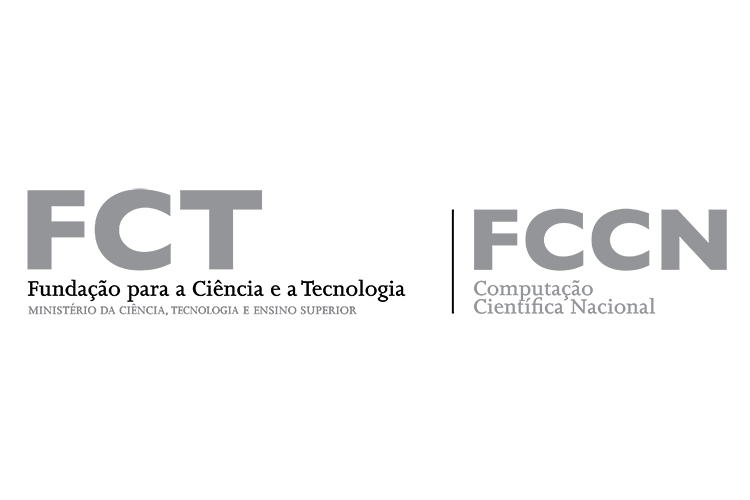 FCT
Fundação para a Ciência e a Tecnologia
MINISTÉRIO DA CIÊNCIA, TECNOLOGIA E ENSINO SUPERIOR
FCCN
Computação
Científica Nacional